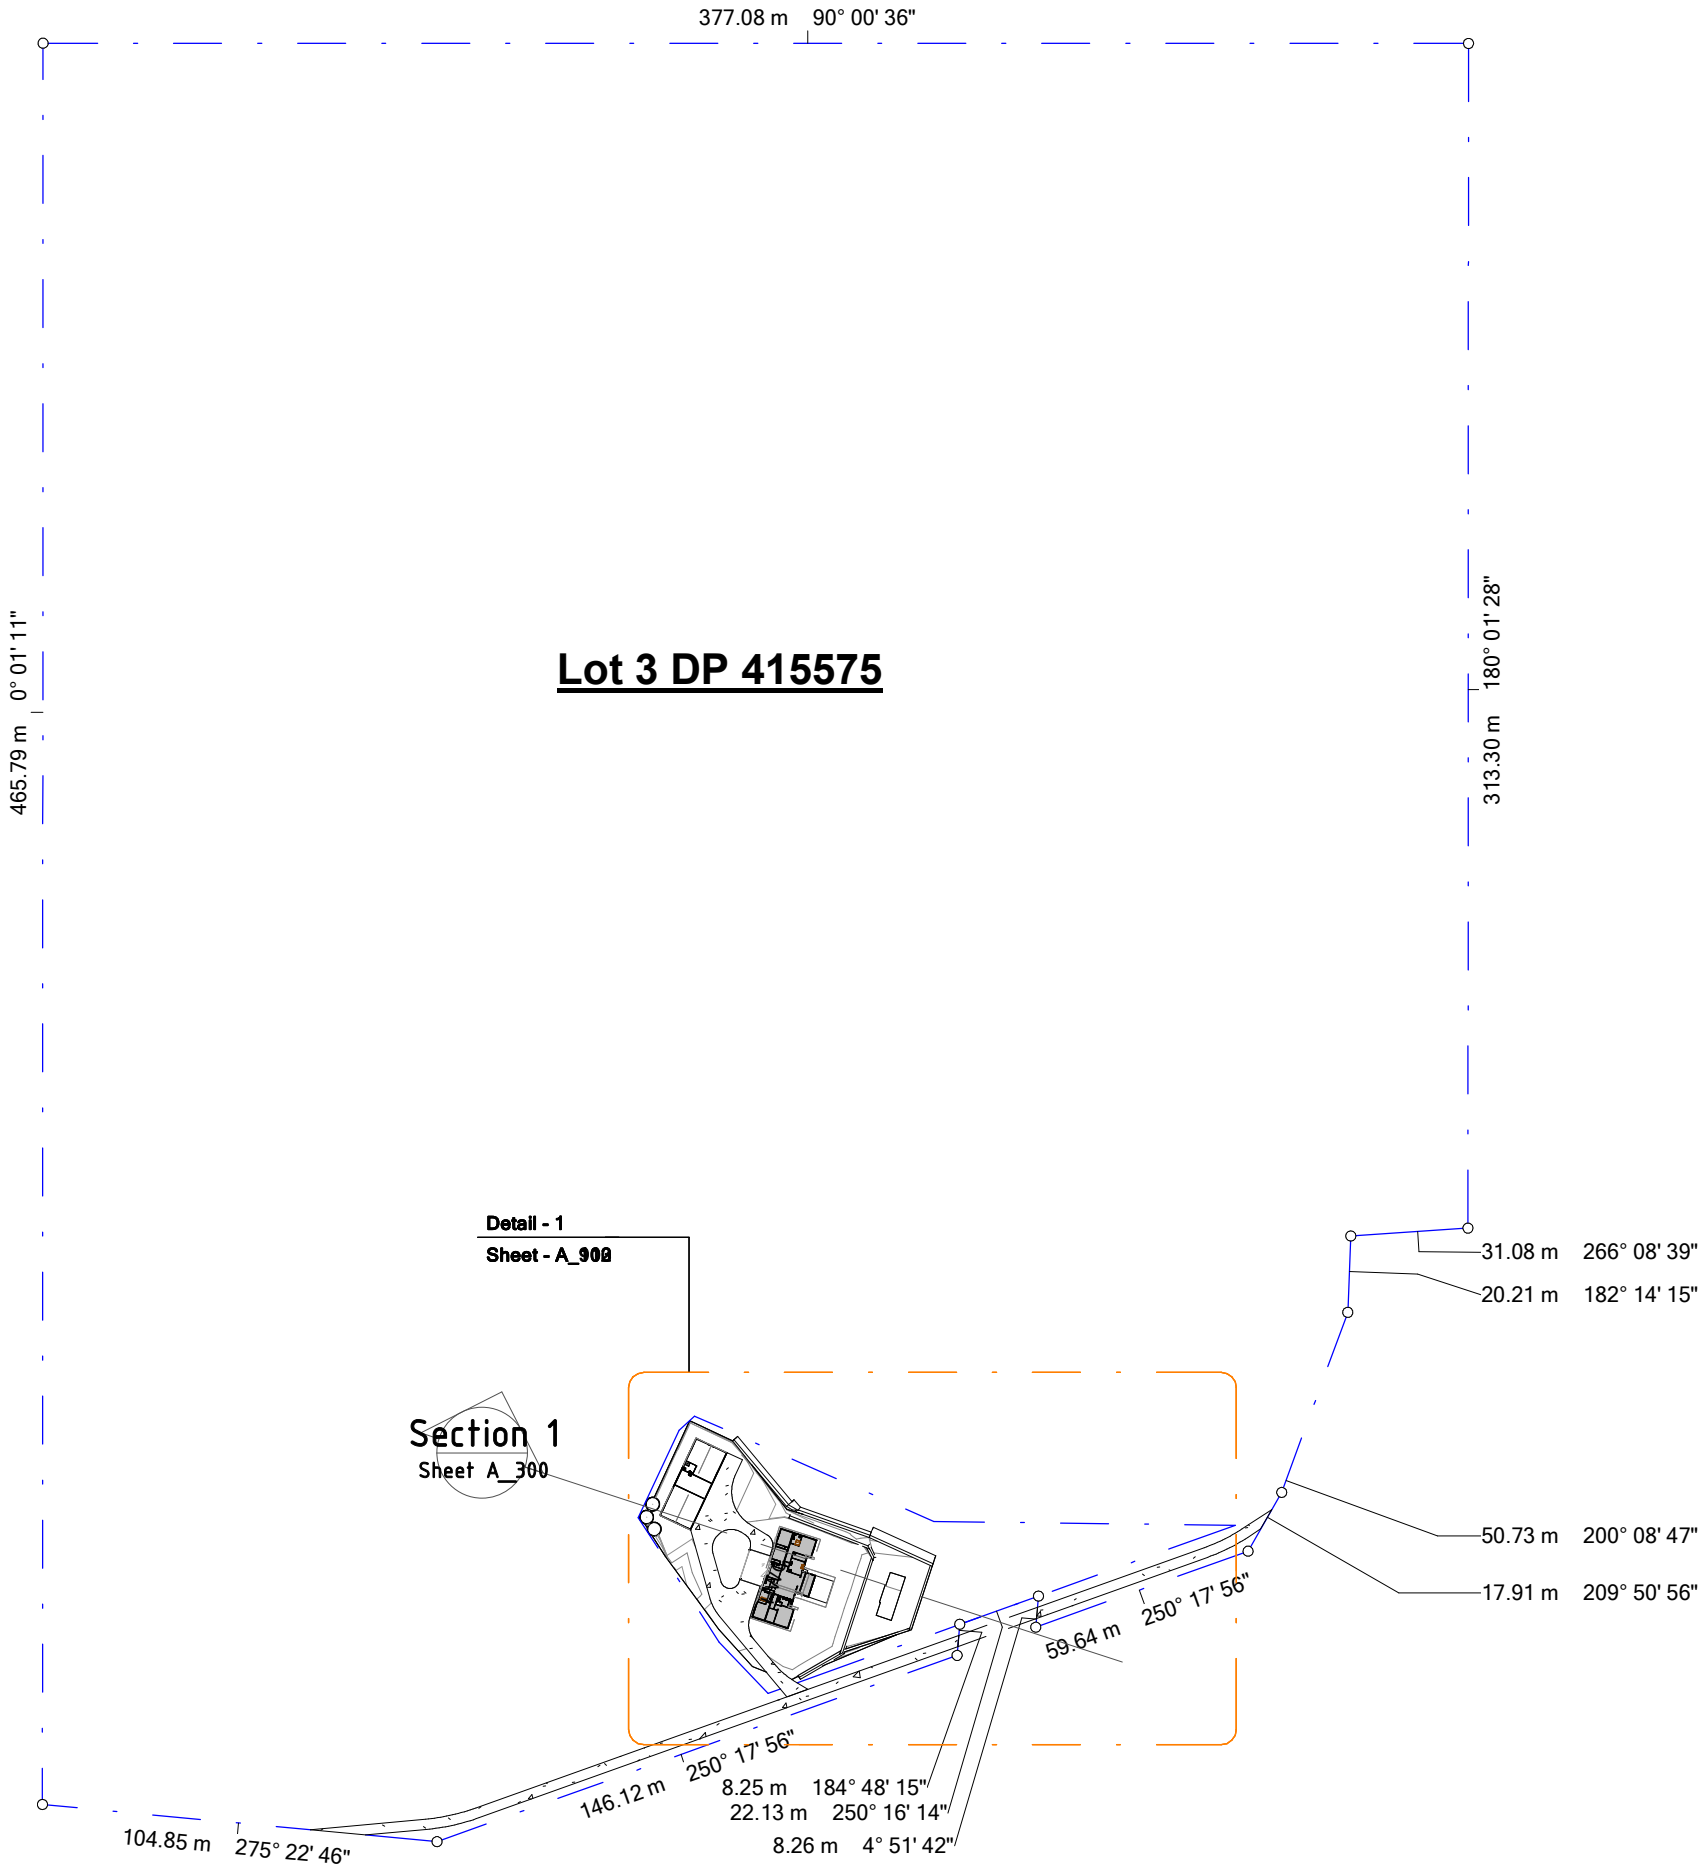 377.08 m 90° 00' 36"
465.79 m 0° 01' 11"
313.30 m 180° 01' 28"
Lot 3 DP 415575
Detail - 1
Sheet - A_
31.08 m 266° 08' 39"
20.21 m 182° 14' 15"
Section 1
Sheet A_300
50.73 m 200° 08' 47"
17.91 m 209° 50' 56"
59.64 m 250° 17' 56"
146.12 m 250° 17' 56"
8.25 m 184° 48' 15"
22.13 m 250° 16' 14"
8.26 m 4° 51' 42"
104.85 m 275° 22' 46"